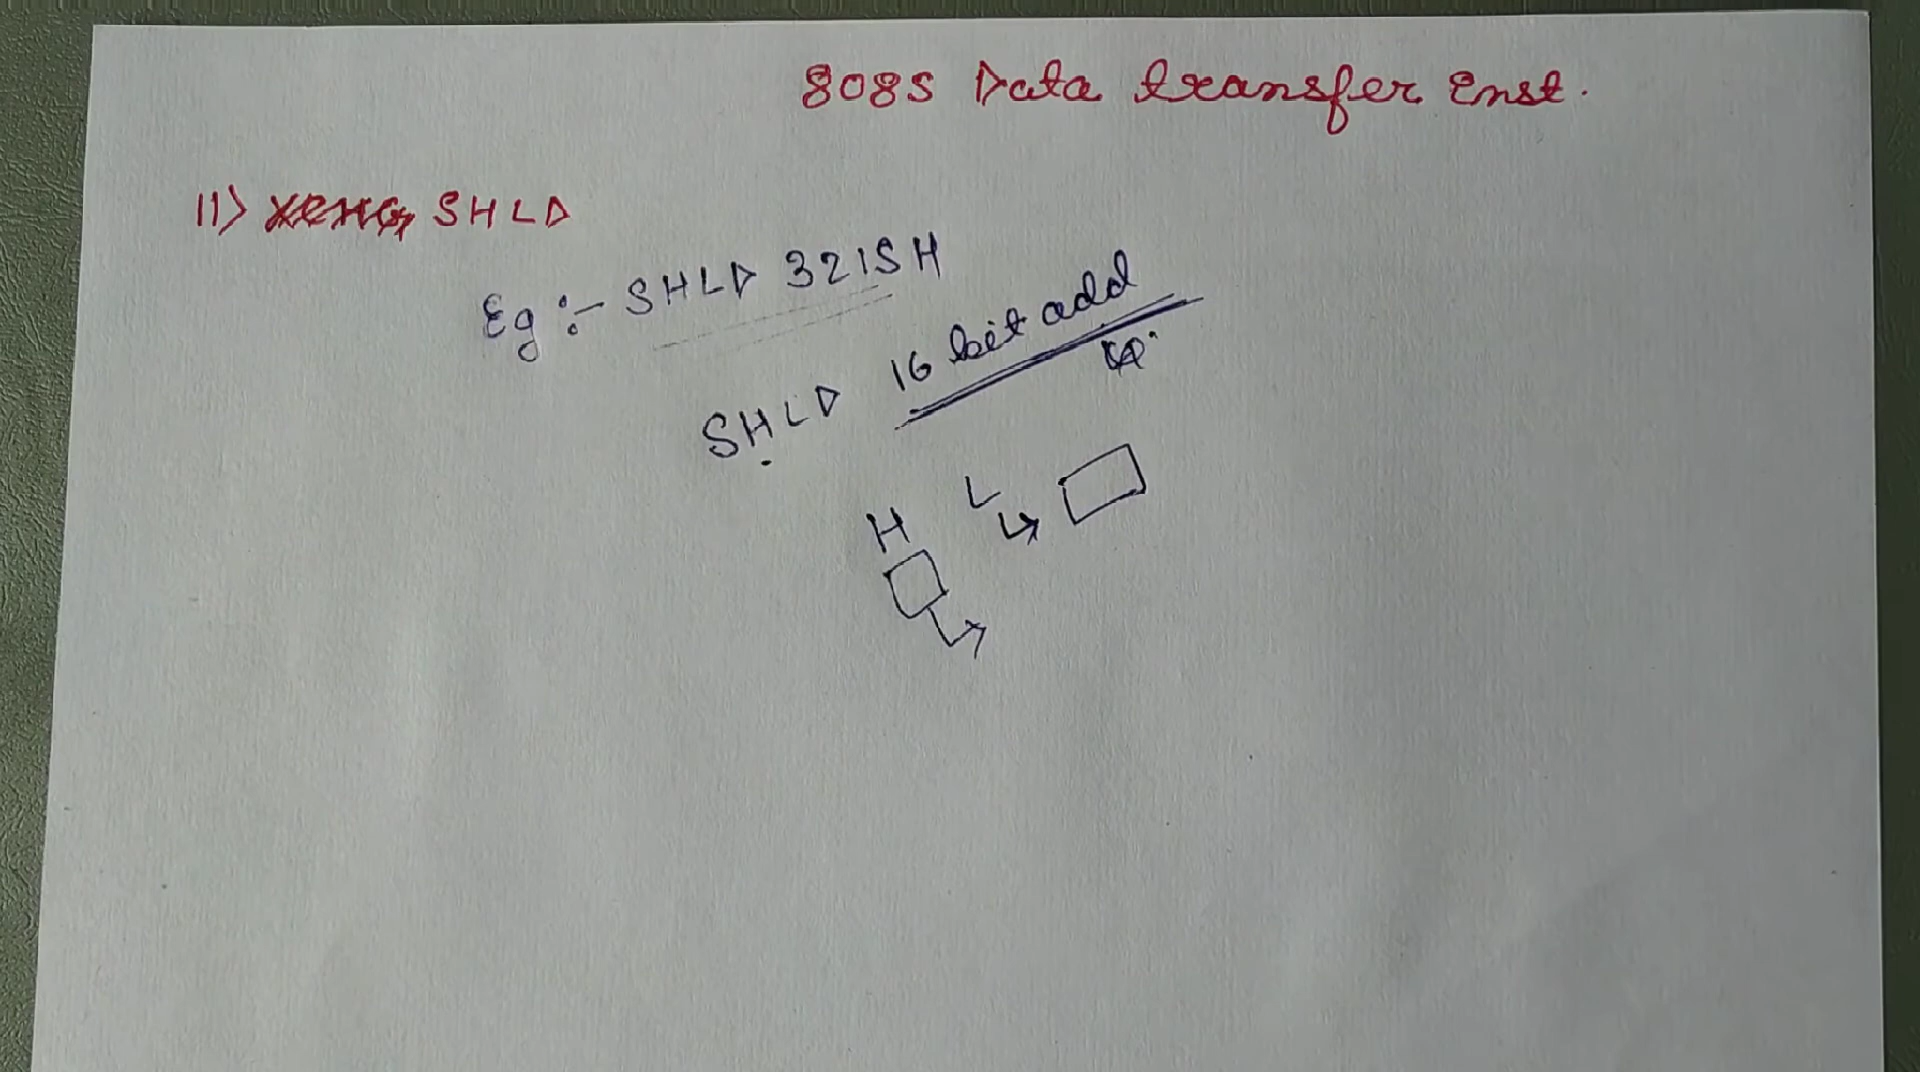 8085 Data transfer Inst.
11) SHLD
Eg:- SHLD 3215H
SHLD 16 bit add
H L